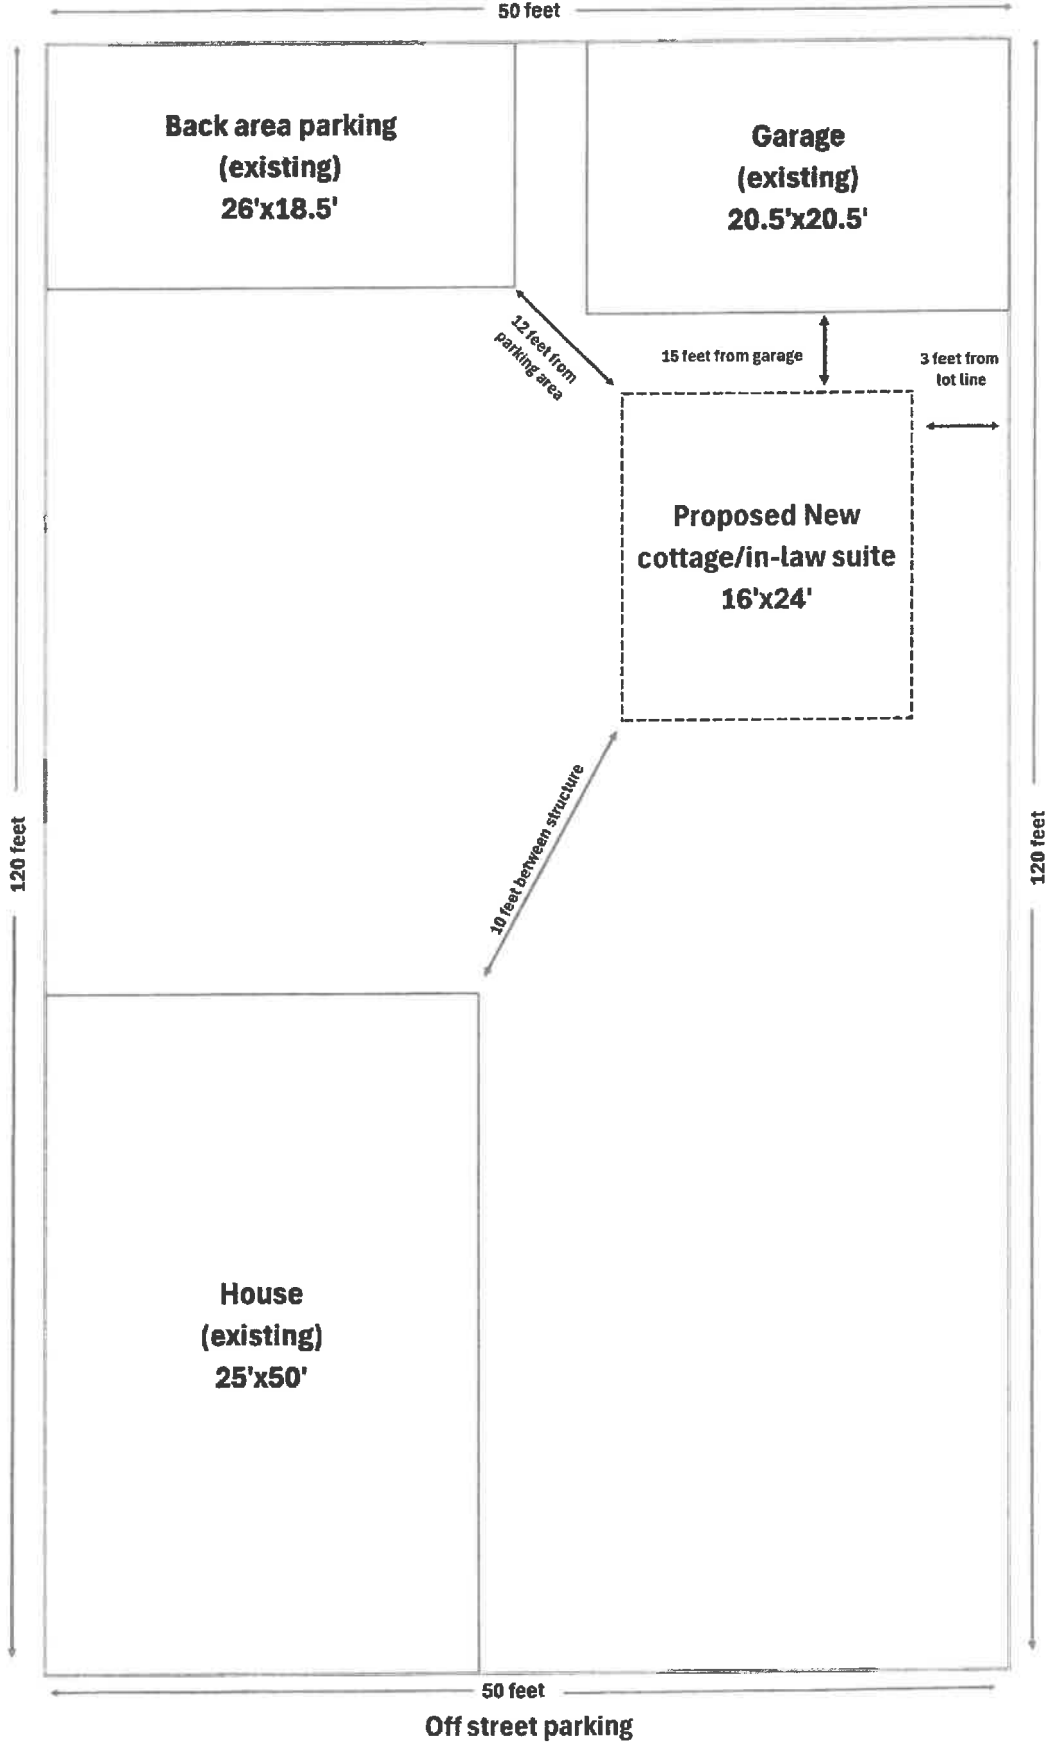 50 feet
Back area parking
(existing)
26'x18.5'
Garage
(existing)
20.5'x20.5'
12 feet from
parking area
15 feet from garage
3 feet from
lot line
Proposed New
cottage/in-law suite
16'x24'
10 feet between structure
120 feet
120 feet
House
(existing)
25'x50'
50 feet
Off street parking